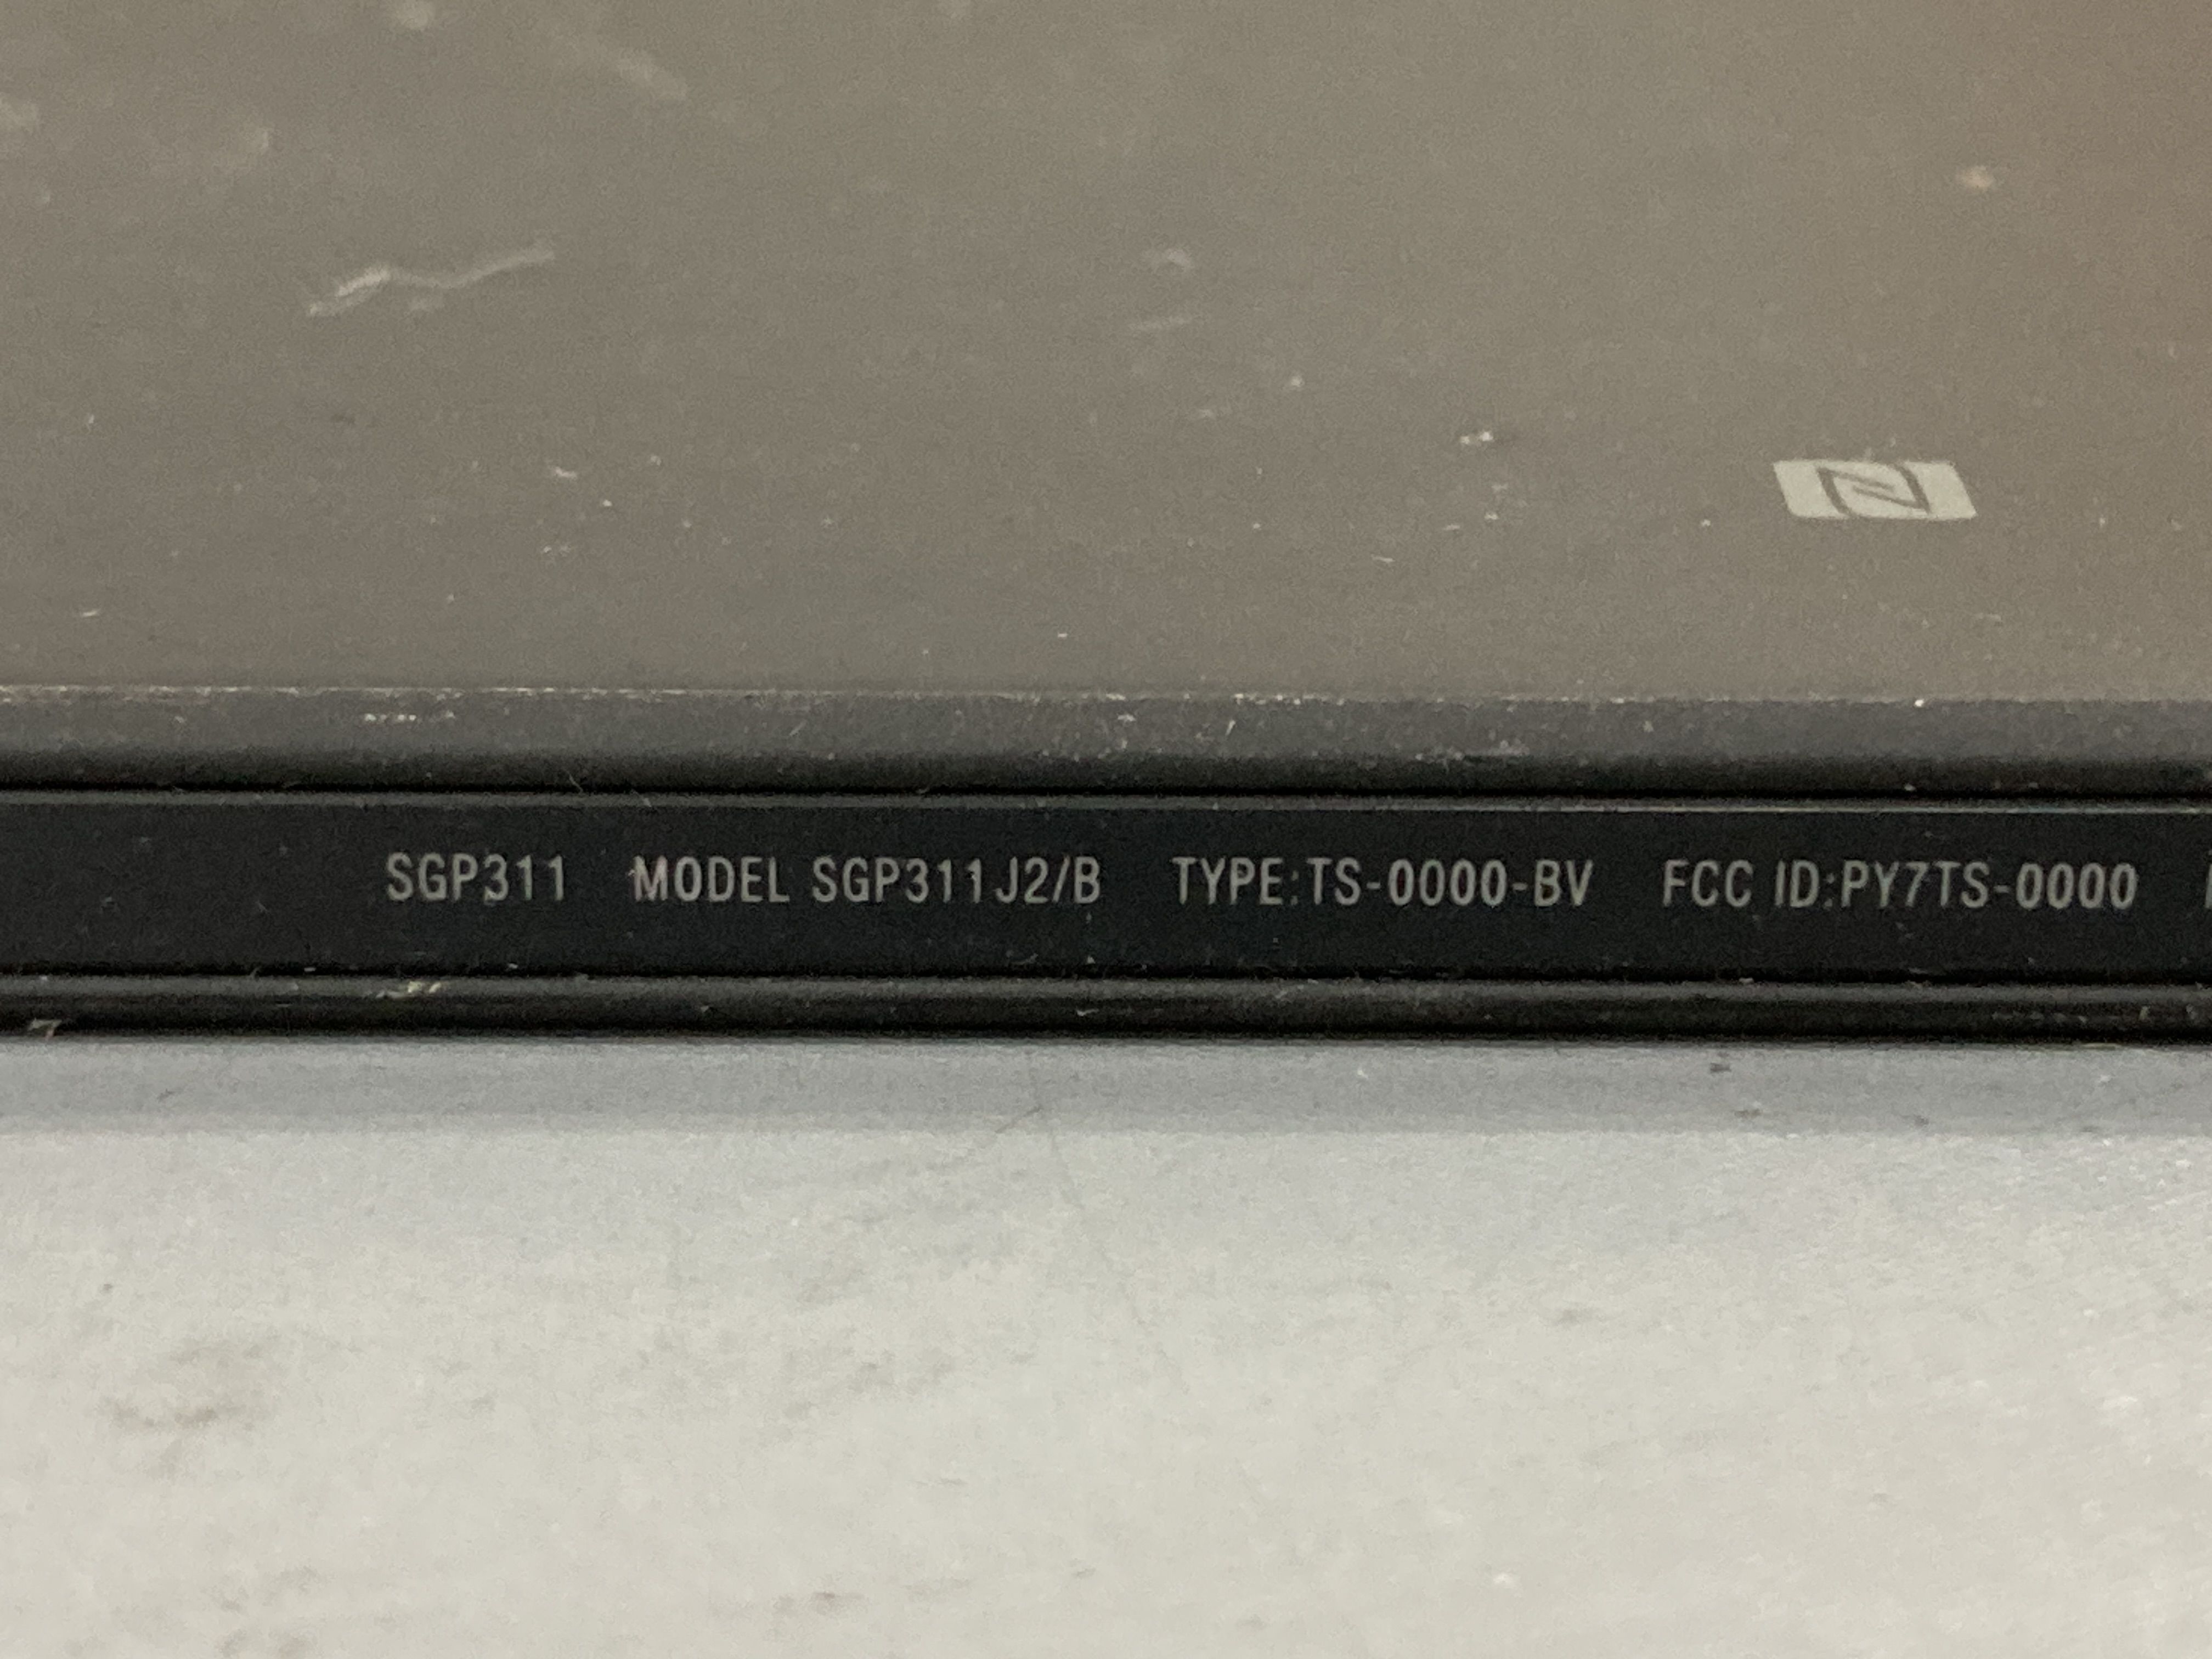 SGP311 MODEL SGP311J2/B TYPE:TS-0000-BV FCC ID:PY7TS-0000